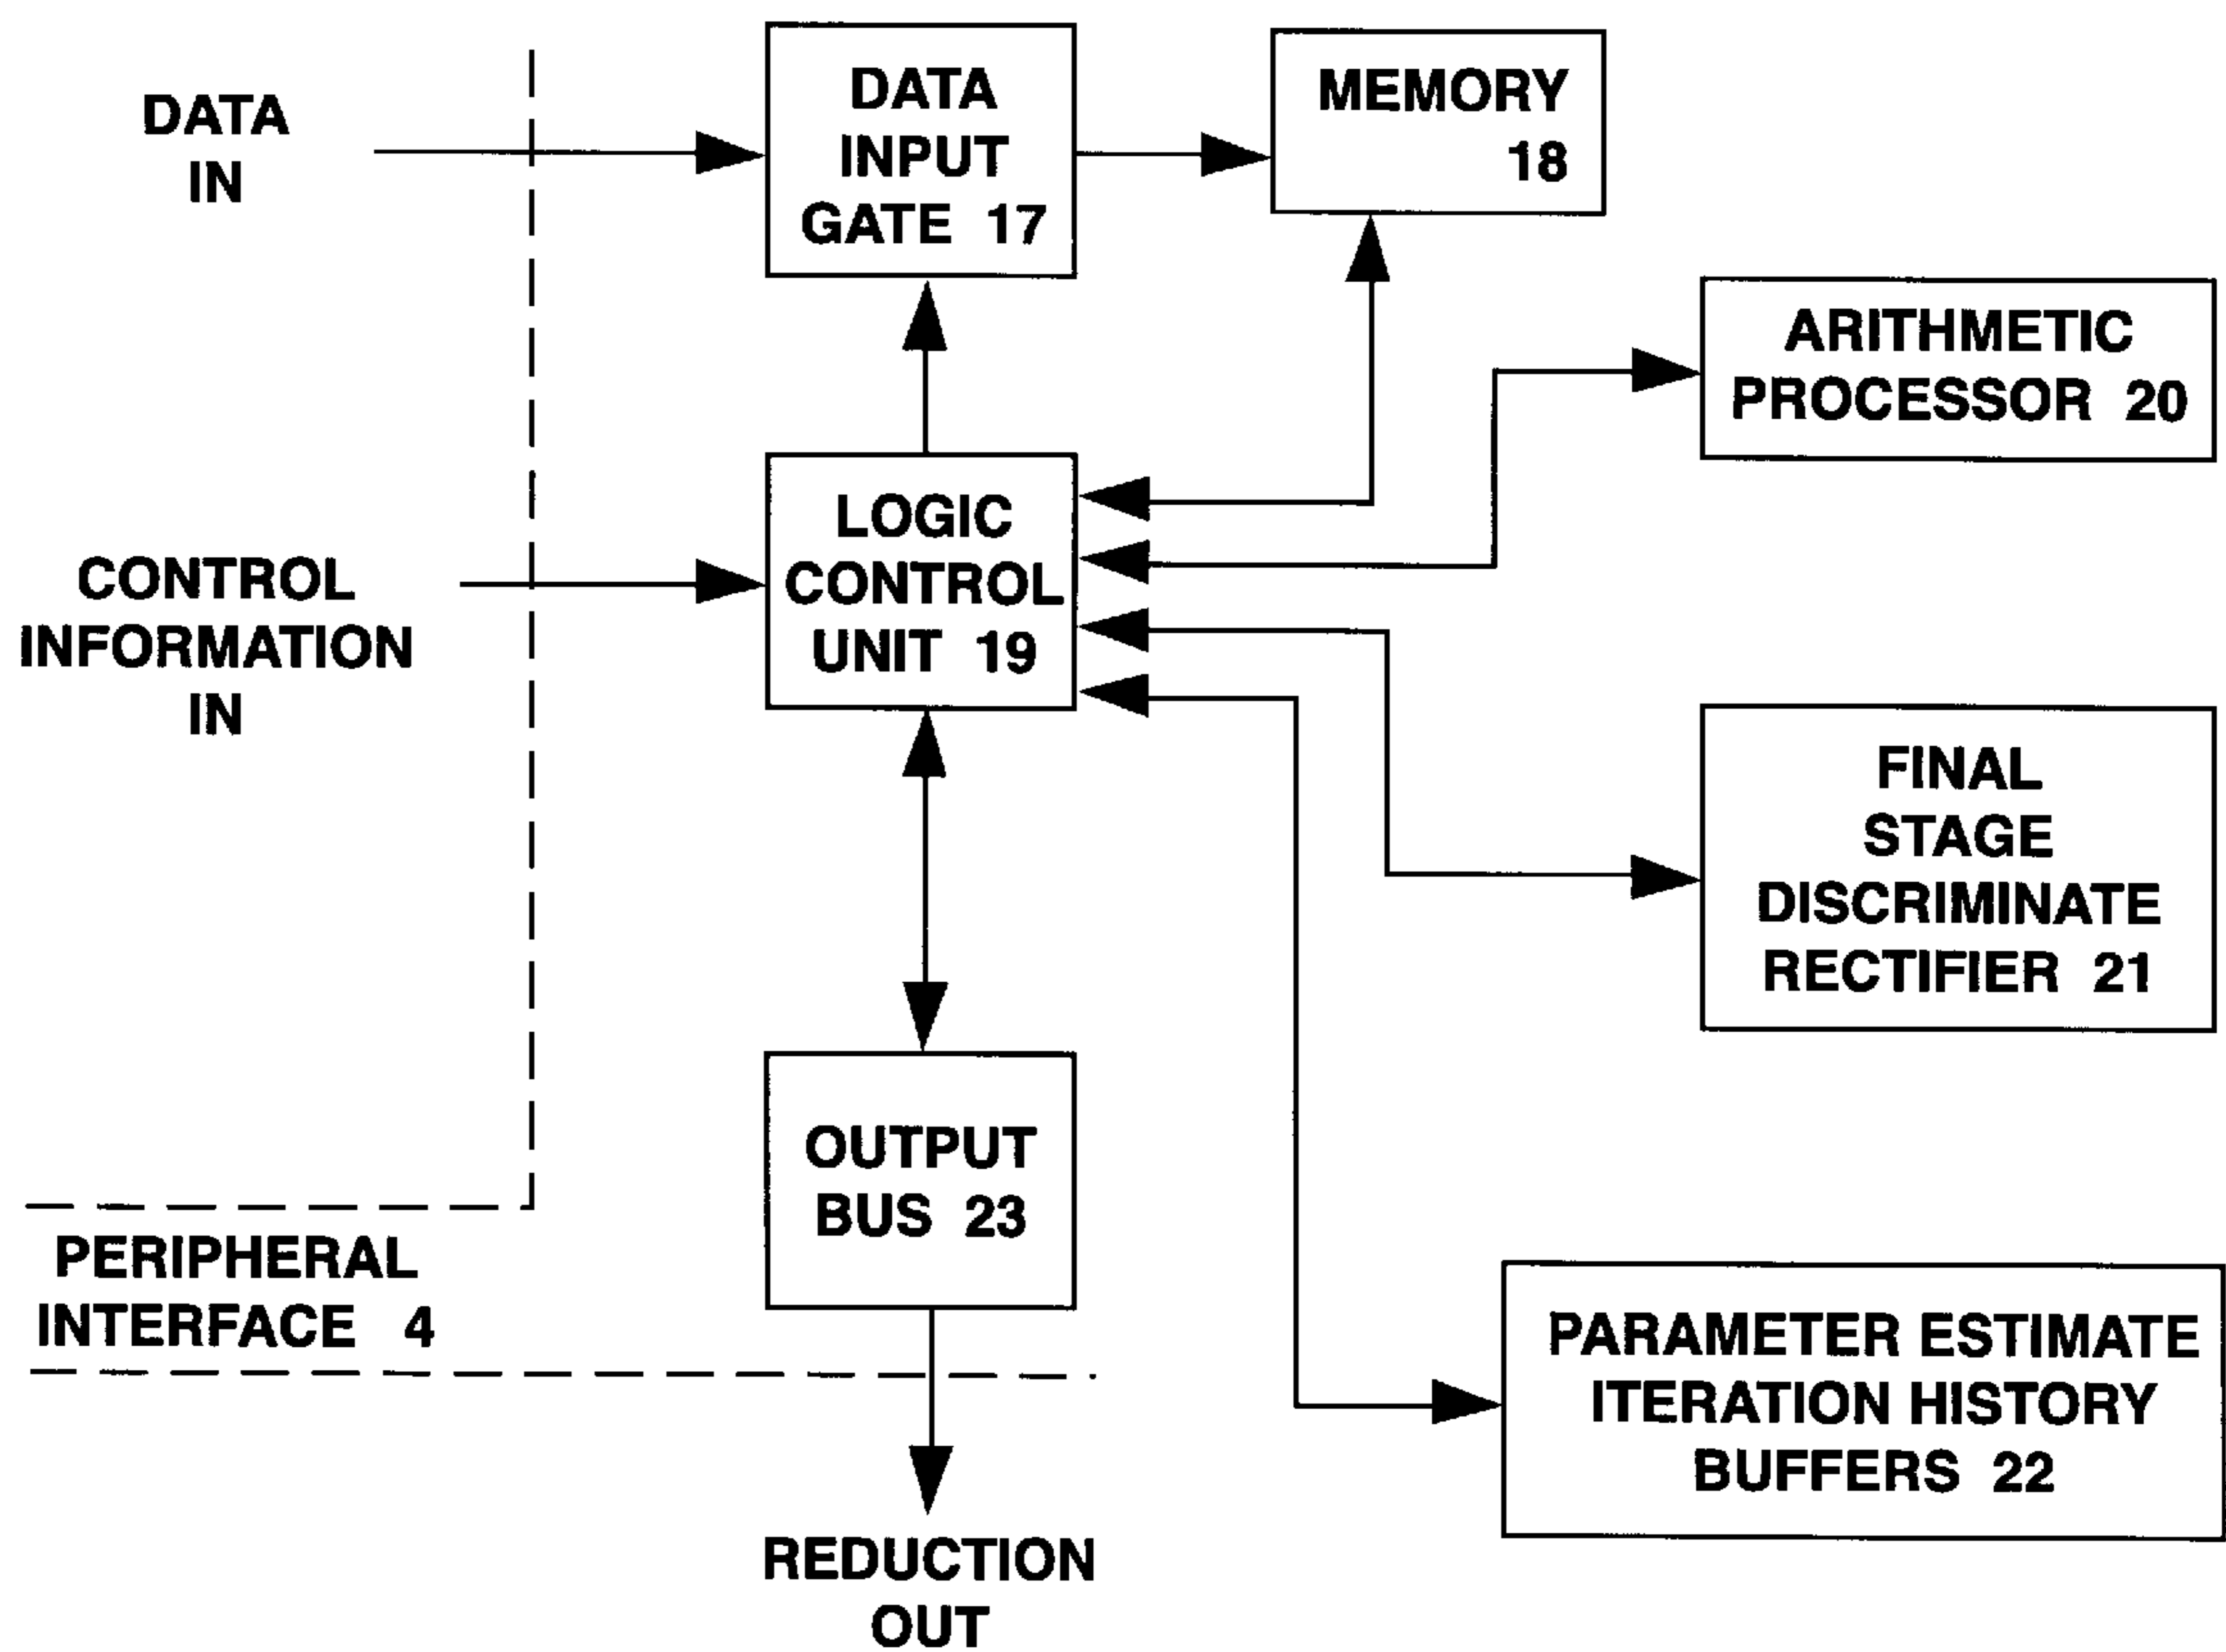 DATA
IN
DATA
INPUT
GATE 17
MEMORY
18
ARITHMETIC
PROCESSOR 20
CONTROL
INFORMATION
IN
LOGIC
CONTROL
UNIT 19
FINAL
STAGE
DISCRIMINATE
RECTIFIER 21
OUTPUT
BUS 23
PERIPHERAL
INTERFACE 4
PARAMETER ESTIMATE
ITERATION HISTORY
BUFFERS 22
REDUCTION
OUT